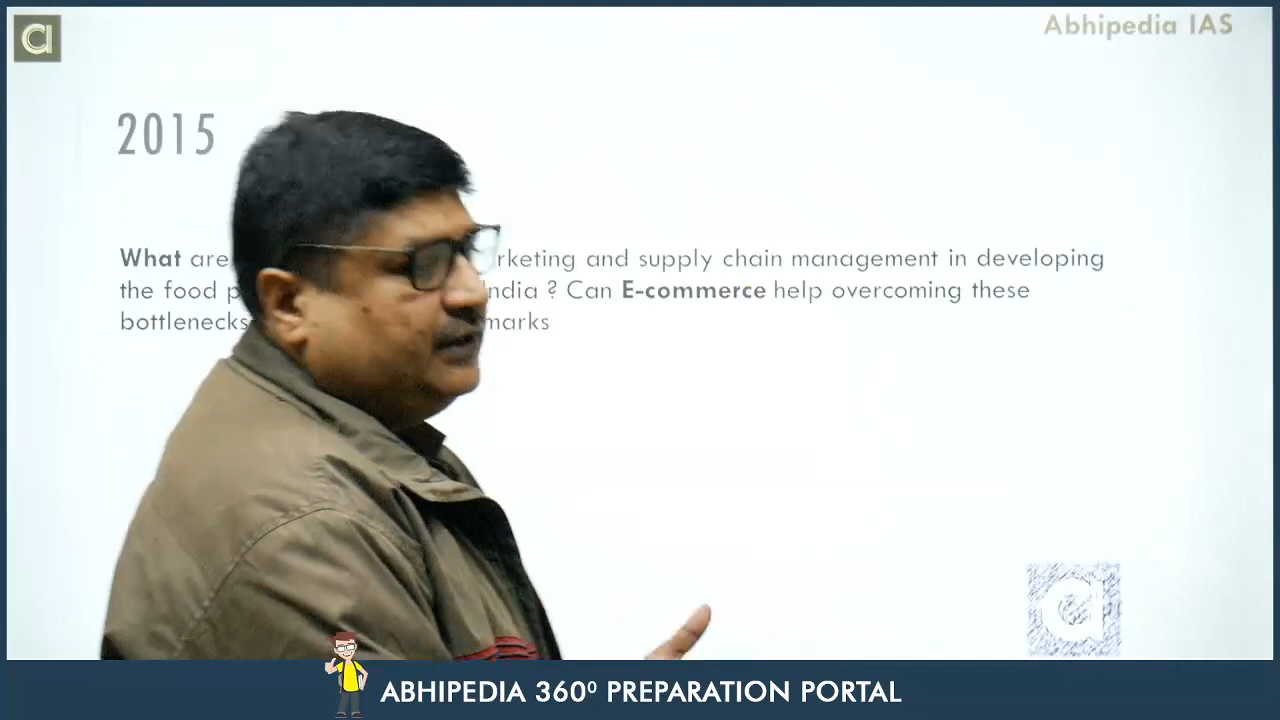 Abhipedia IAS
2015
What are rketing and supply chain management in developing
the food p ndia ? Can E-commerce help overcoming these
bottlenecks marks
ABHIPEDIA 360⁰ PREPARATION PORTAL